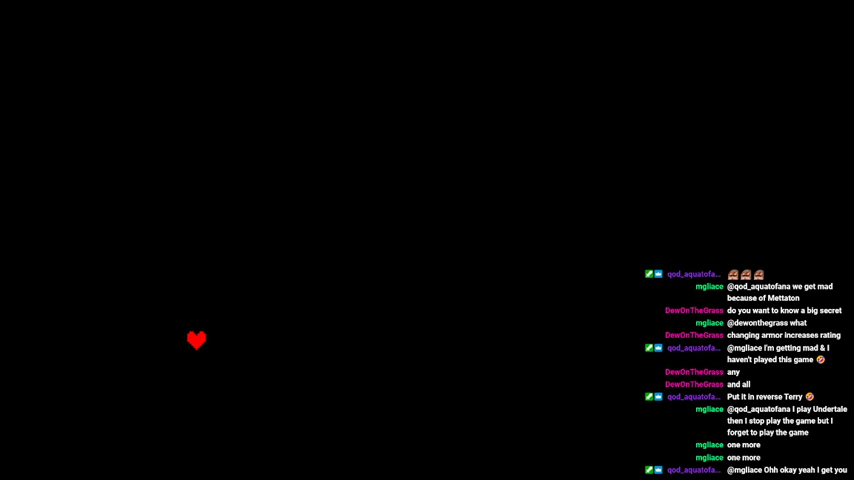 qod_aquatofa...
mgliace @qod_aquatofana we get mad
because of Mettaton
DewOnTheGrass do you want to know a big secret
mgliace @dewonthegrass what
DewOnTheGrass changing armor increases rating
qod_aquatofa... @mgliace I'm getting mad & I
haven't played this game 🤣
DewOnTheGrass any
DewOnTheGrass and all
qod_aquatofa... Put it in reverse Terry 🤣
mgliace @qod_aquatofana I play Undertale
then I stop play the game but I
forget to play the game
mgliace one more
mgliace one more
qod_aquatofa... @mgliace Ohh okay yeah I get you